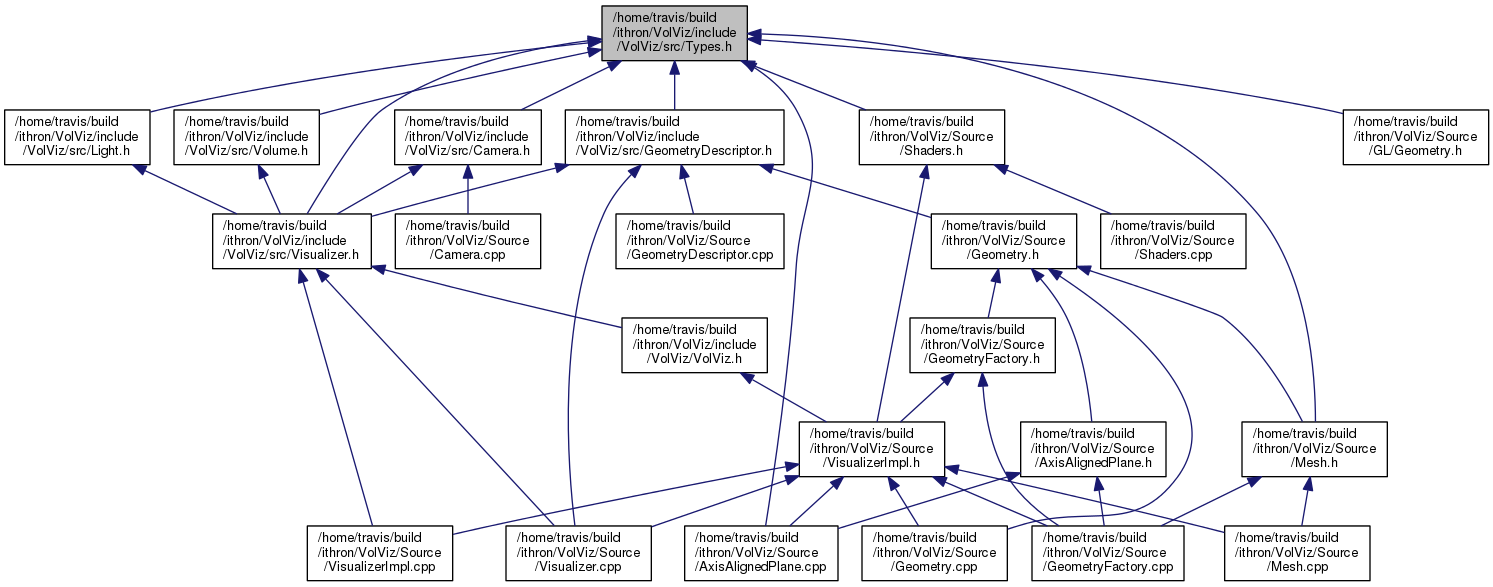 /home/travis/build
/ithron/VolViz/include
/VolViz/src/Types.h
/home/travis/build
/ithron/VolViz/include
/VolViz/src/Light.h
/home/travis/build
/ithron/VolViz/include
/VolViz/src/Volume.h
/home/travis/build
/ithron/VolViz/include
/VolViz/src/Camera.h
/home/travis/build
/ithron/VolViz/include
/VolViz/src/GeometryDescriptor.h
/home/travis/build
/ithron/VolViz/Source
/Shaders.h
/home/travis/build
/ithron/VolViz/Source
/GL/Geometry.h
/home/travis/build
/ithron/VolViz/include
/VolViz/src/Visualizer.h
/home/travis/build
/ithron/VolViz/Source
/Camera.cpp
/home/travis/build
/ithron/VolViz/Source
/GeometryDescriptor.cpp
/home/travis/build
/ithron/VolViz/Source
/Geometry.h
/home/travis/build
/ithron/VolViz/Source
/Shaders.cpp
/home/travis/build
/ithron/VolViz/include
/VolViz/VolViz.h
/home/travis/build
/ithron/VolViz/Source
/GeometryFactory.h
/home/travis/build
/ithron/VolViz/Source
/VisualizerImpl.h
/home/travis/build
/ithron/VolViz/Source
/AxisAlignedPlane.h
/home/travis/build
/ithron/VolViz/Source
/Mesh.h
/home/travis/build
/ithron/VolViz/Source
/VisualizerImpl.cpp
/home/travis/build
/ithron/VolViz/Source
/Visualizer.cpp
/home/travis/build
/ithron/VolViz/Source
/AxisAlignedPlane.cpp
/home/travis/build
/ithron/VolViz/Source
/Geometry.cpp
/home/travis/build
/ithron/VolViz/Source
/GeometryFactory.cpp
/home/travis/build
/ithron/VolViz/Source
/Mesh.cpp